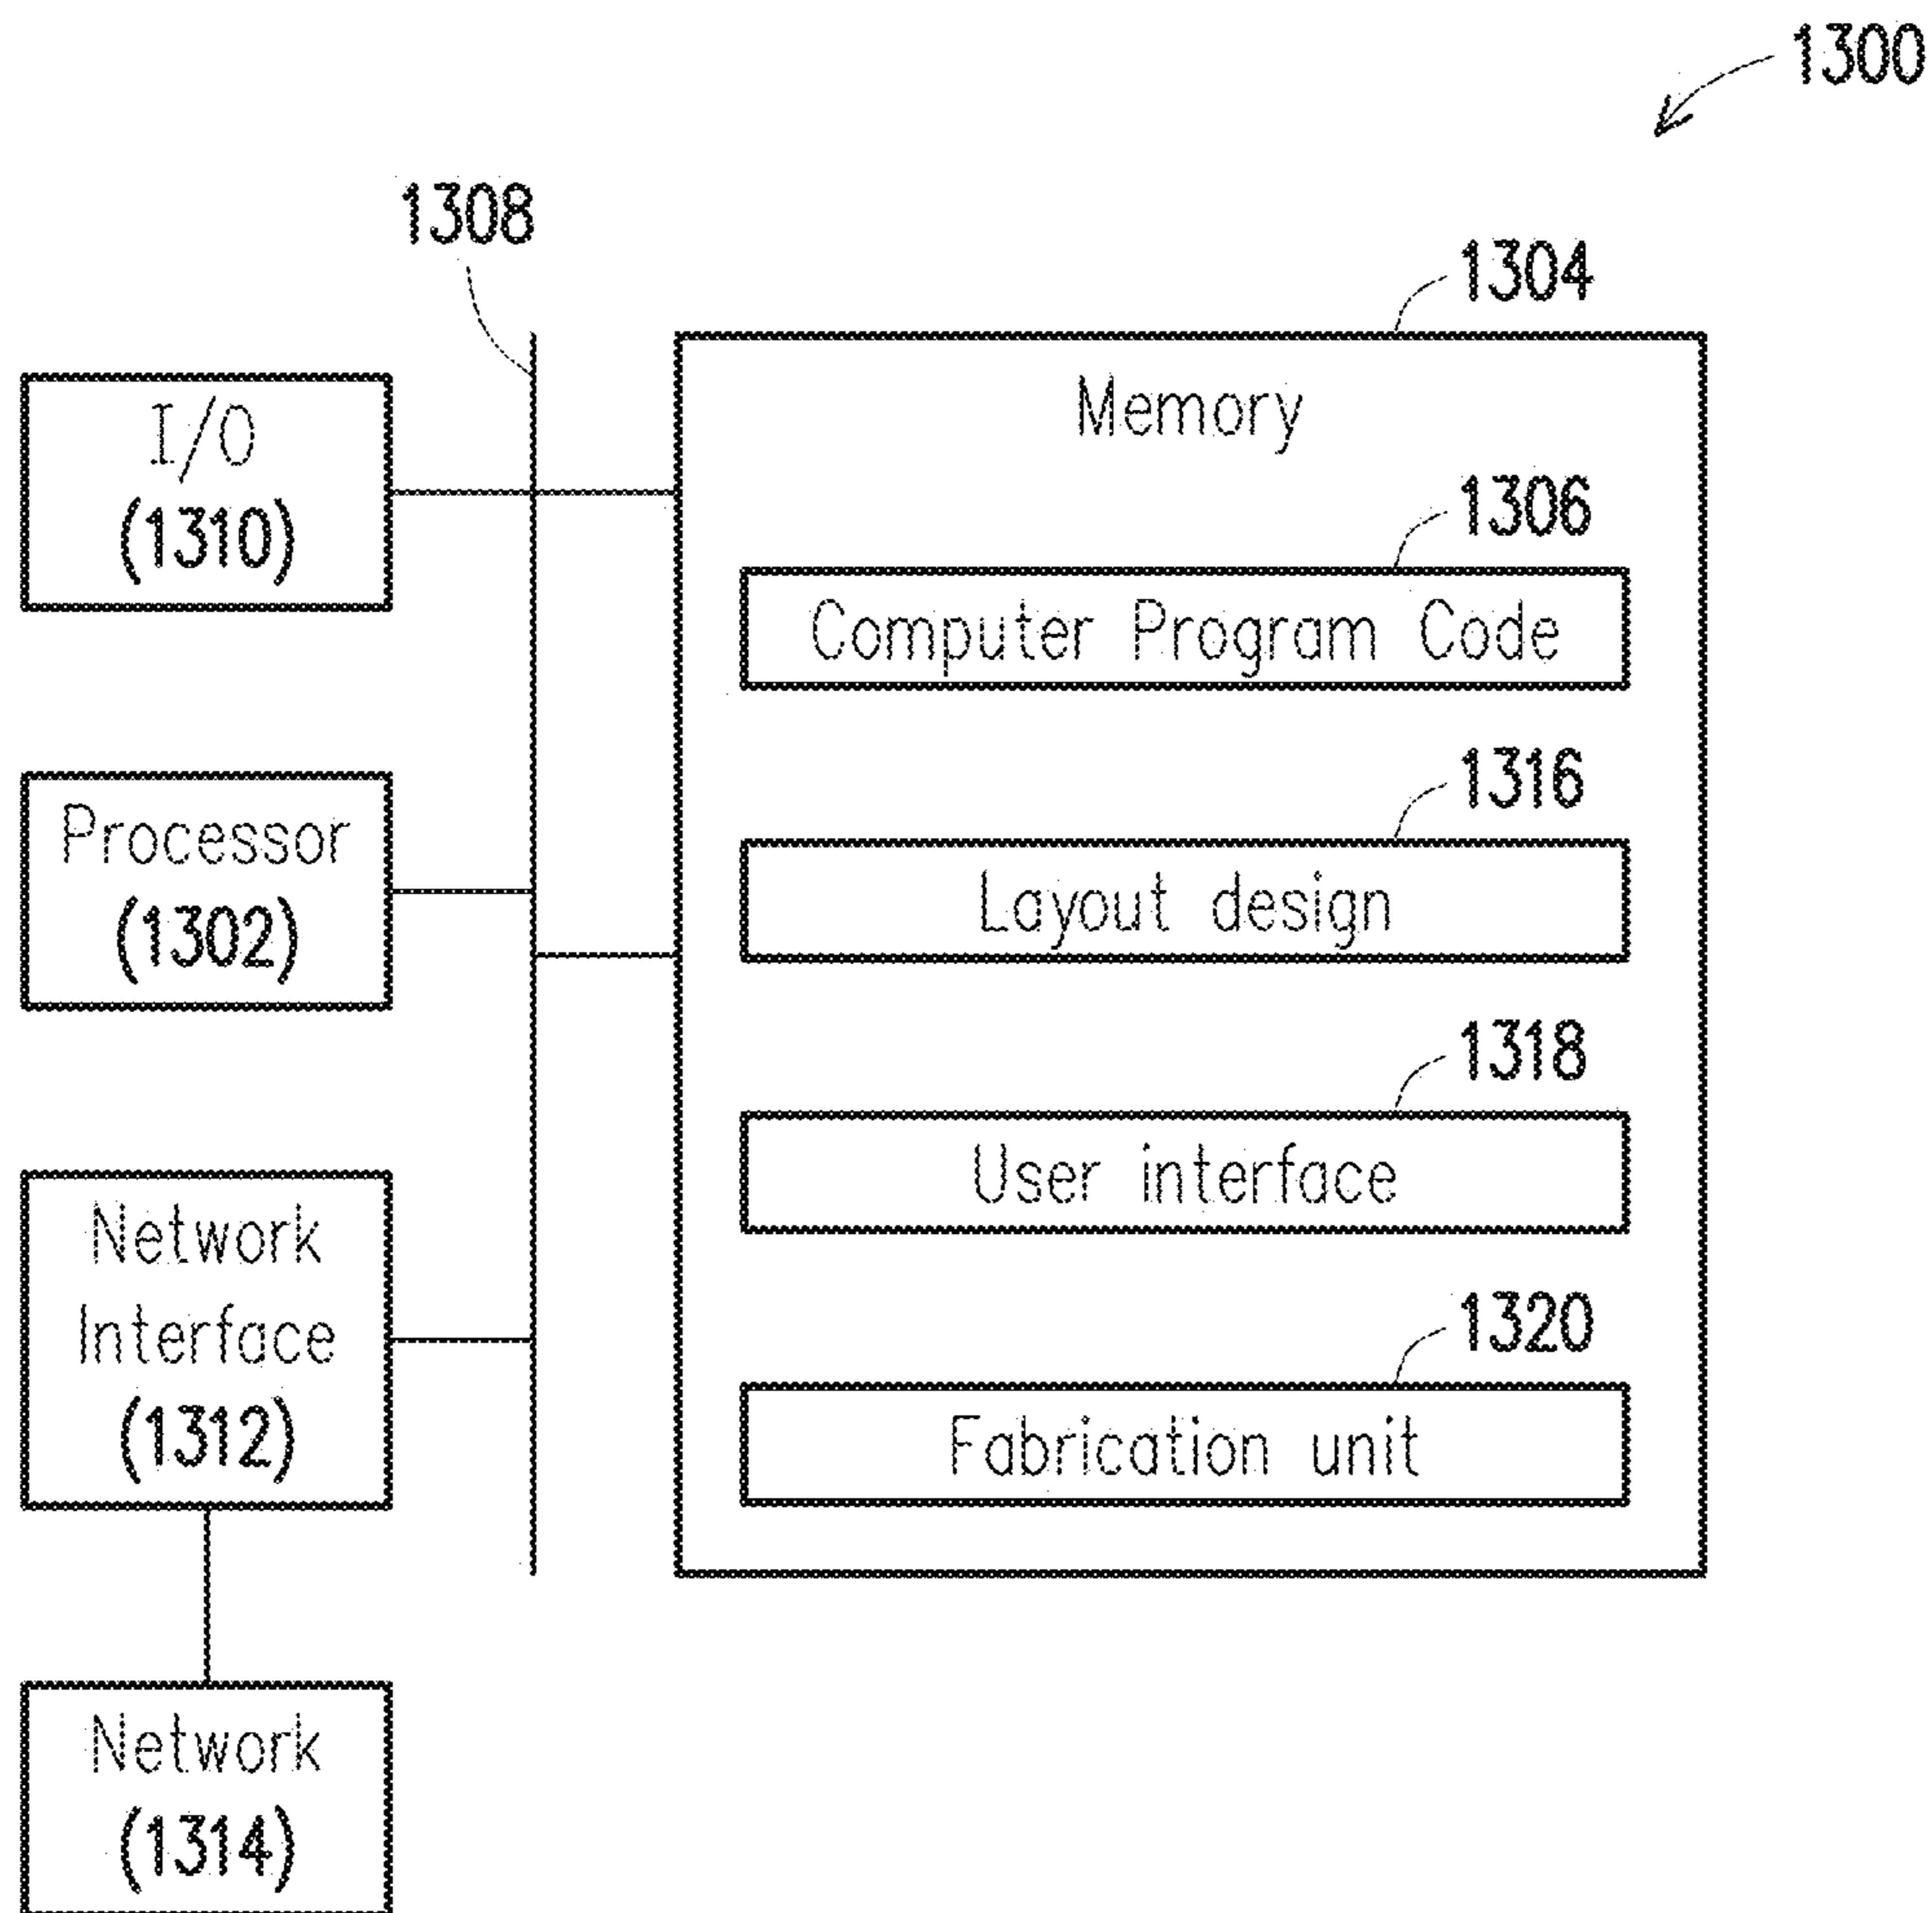 1300
1308
1304
I/O
(1310)
Memory
1306
Computer Program Code
Processor
(1302)
1316
Layout design
1318
User interface
Network
Interface
(1312)
1320
Fabrication unit
Network
(1314)